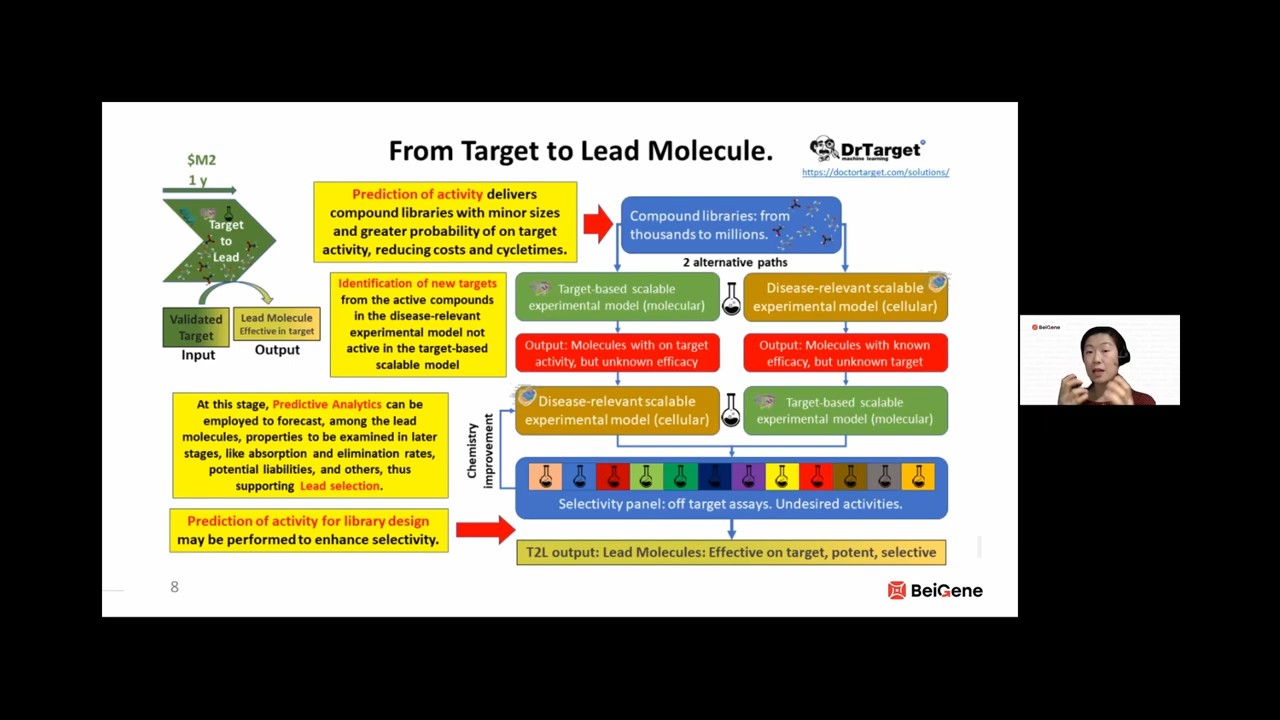 From Target to Lead Molecule.
DrTarget
machine learning
https://doctortarget.com/solutions/
$M2
1 y
Target
to
Lead
Validated
Target
Input
Lead Molecule
Effective in target
Output
Prediction of activity delivers
compound libraries with minor sizes
and greater probability of on target
activity, reducing costs and cycletimes.
Identification of new targets
from the active compounds
in the disease-relevant
experimental model not
active in the target-based
scalable model
At this stage, Predictive Analytics can be
employed to forecast, among the lead
molecules, properties to be examined in later
stages, like absorption and elimination rates,
potential liabilities, and others, thus
supporting Lead selection.
Prediction of activity for library design
may be performed to enhance selectivity.
Compound libraries: from
thousands to millions.
2 alternative paths
Target-based scalable
experimental model (molecular)
Disease-relevant scalable
experimental model (cellular)
Output: Molecules with on target
activity, but unknown efficacy
Output: Molecules with known
efficacy, but unknown target
Disease-relevant scalable
experimental model (cellular)
Target-based scalable
experimental model (molecular)
Chemistry
improvement
Selectivity panel: off target assays. Undesired activities.
T2L output: Lead Molecules: Effective on target, potent, selective
8
BeiGene
BeiGene